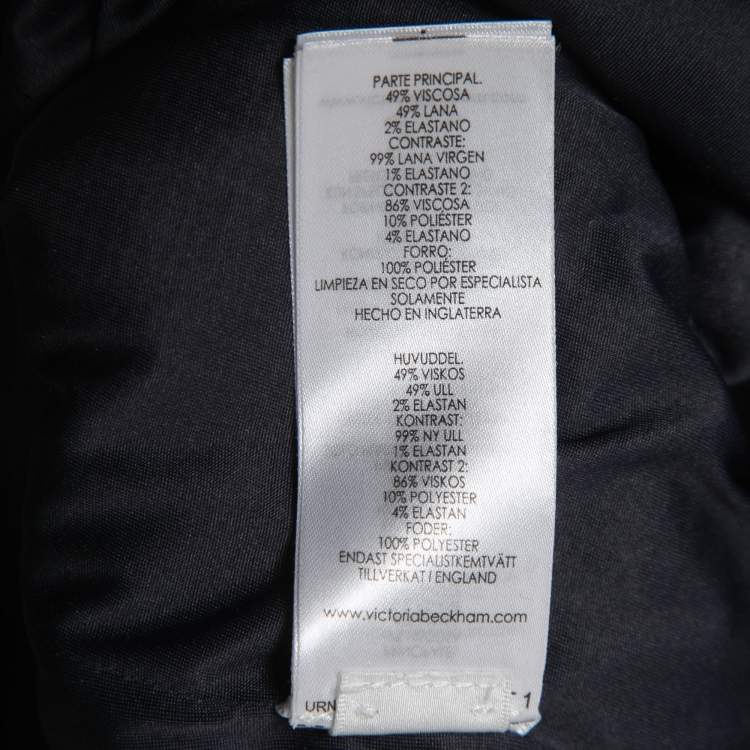 PARTE PRINCIPAL.
49% VISCOSA
49% LANA
2% ELASTANO
CONTRASTE:
99% LANA VIRGEN
1% ELASTANO
CONTRASTE 2:
86% VISCOSA
10% POLIÉSTER
4% ELASTANO
FORRO:
100% POLIÉSTER
LIMPIEZA EN SECO POR ESPECIALISTA
SOLAMENTE
HECHO EN INGLATERRA
HUVUDDEL.
49% VISKOS
49% ULL
2% ELASTAN
KONTRAST:
99% NY ULL
1% ELASTAN
KONTRAST 2:
86% VISKOS
10% POLYESTER
4% ELASTAN
FODER:
100% POLYESTER
ENDAST SPECIALISTKEMTVÄTT
TILLVERKAT I ENGLAND
www.victoriabeckham.com
URN 1